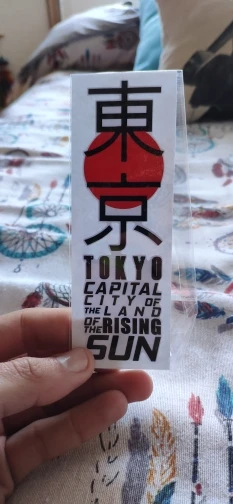 東
京
TOKYO
CAPITAL
CITY OF
THE LAND
OF THE RISING
SUN